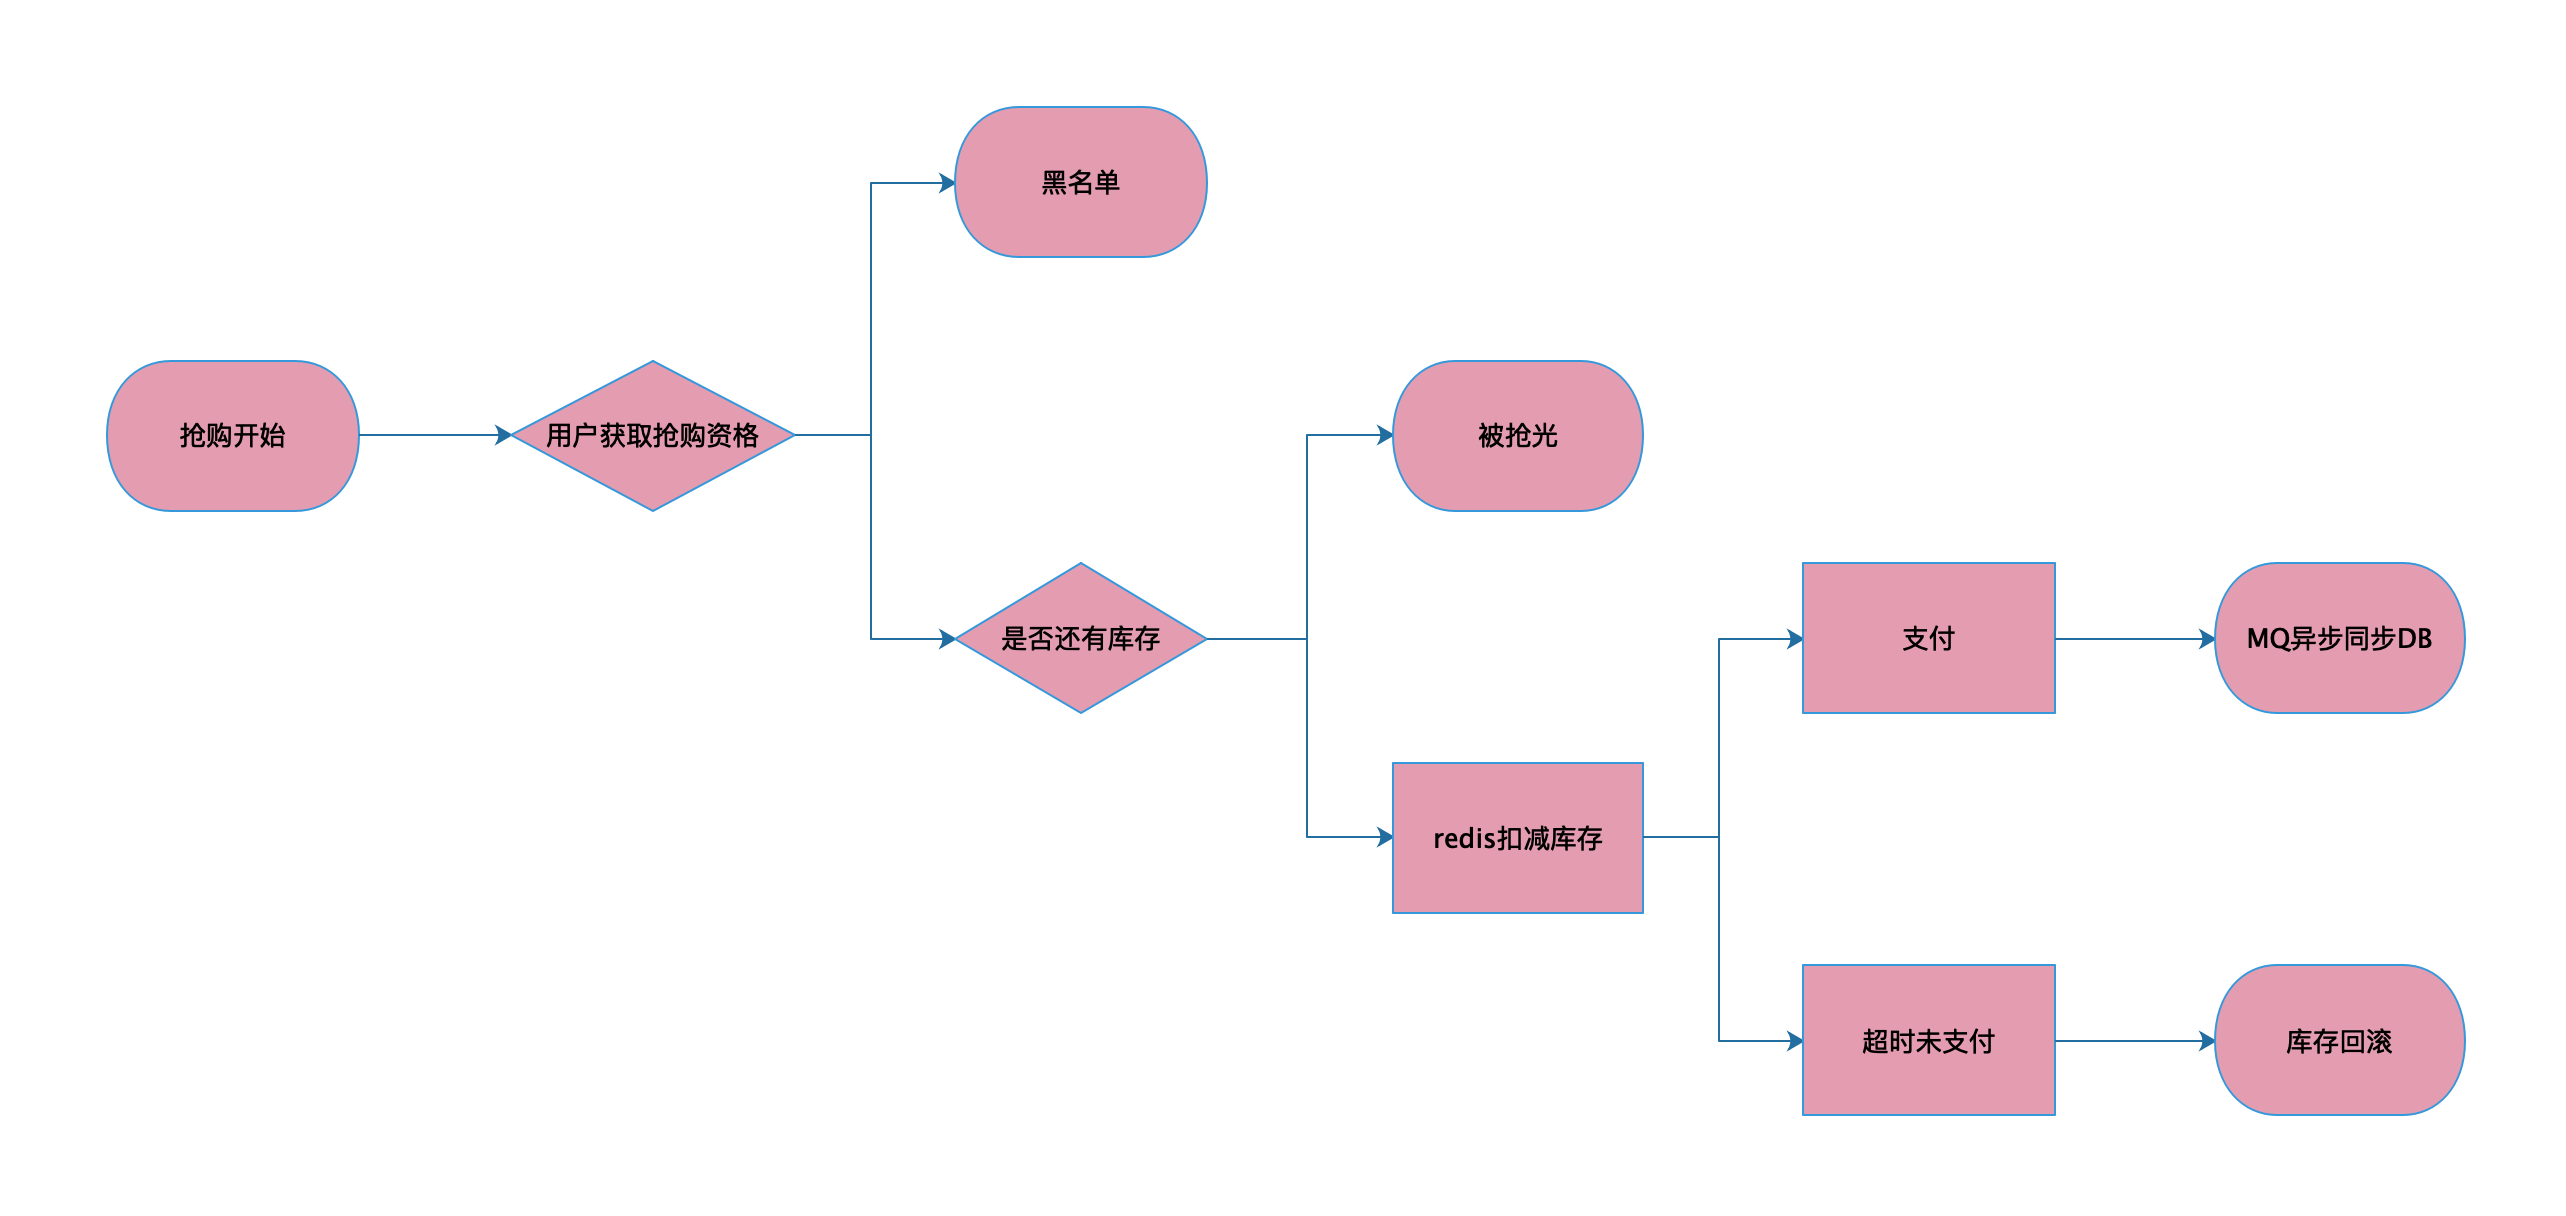 黑名单
抢购开始
用户获取抢购资格
被抢光
是否还有库存
支付
MQ异步同步DB
redis扣减库存
超时未支付
库存回滚